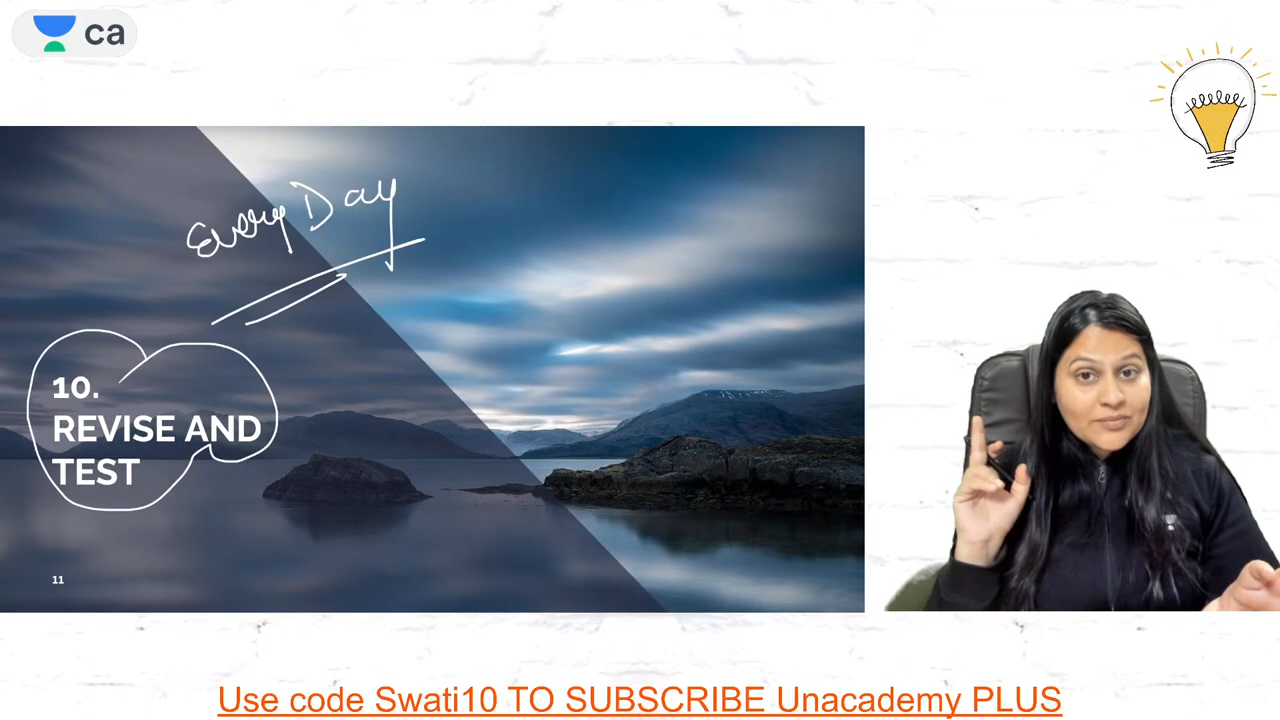 ca
Every Day
10.
REVISE AND
TEST
11
Use code Swati10 TO SUBSCRIBE Unacademy PLUS